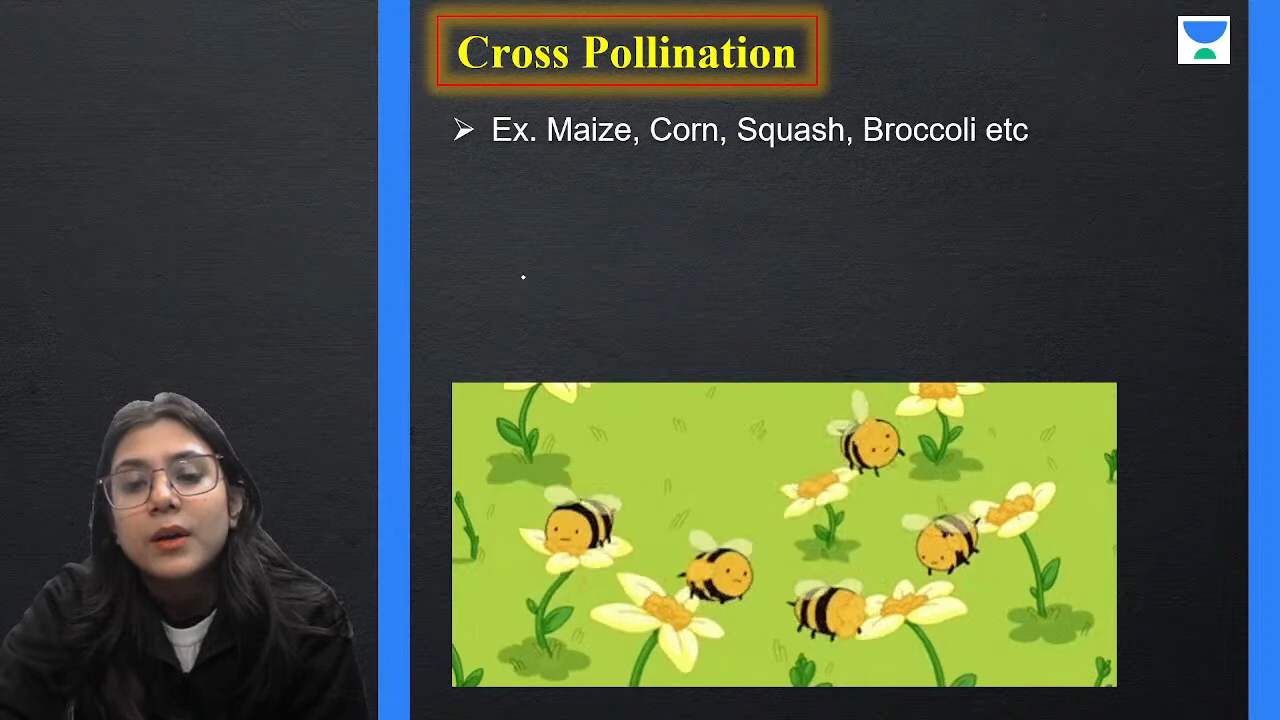 Cross Pollination
➢ Ex. Maize, Corn, Squash, Broccoli etc